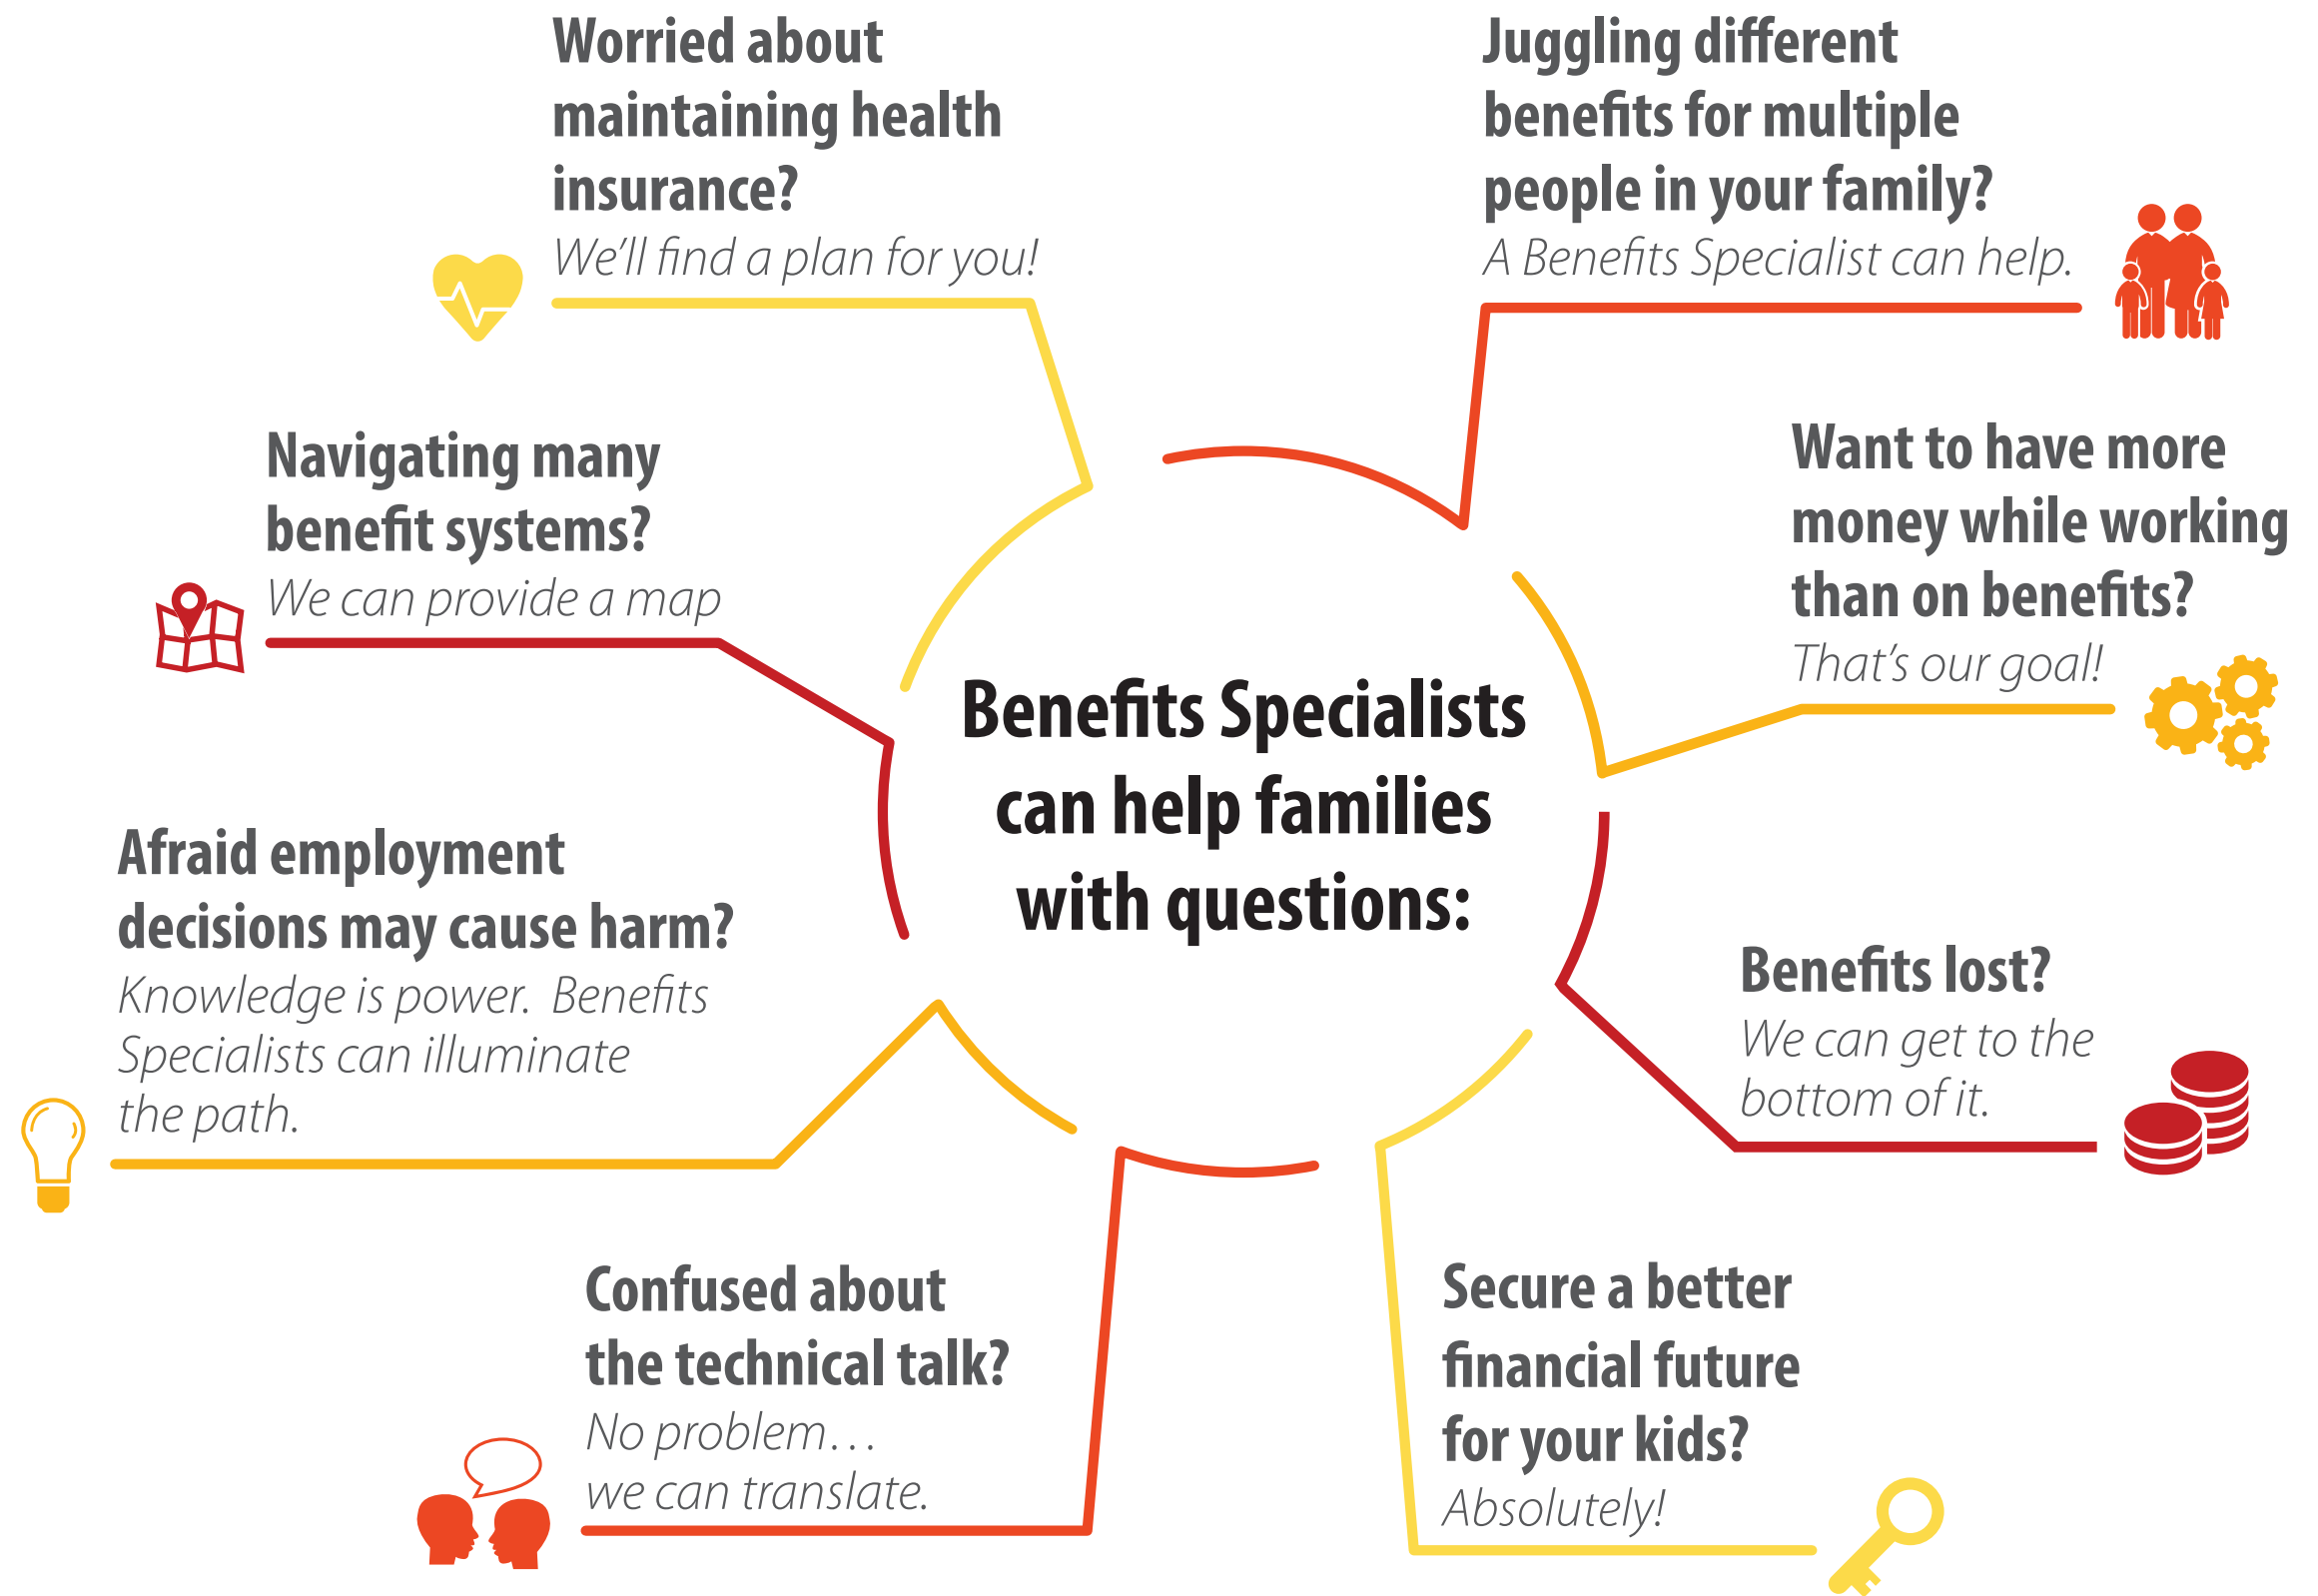 Worried about
maintaining health
insurance?
We'll find a plan for you!
Juggling different
benefits for multiple
people in your family?
A Benefits Specialist can help.
Navigating many
benefit systems?
We can provide a map
Want to have more
money while working
than on benefits?
That's our goal!
Benefits Specialists
can help families
with questions:
Afraid employment
decisions may cause harm?
Knowledge is power.  Benefits
Specialists can illuminate
the path.
Benefits lost?
We can get to the
bottom of it.
Confused about
the technical talk?
No problem…
we can translate.
Secure a better
financial future
for your kids?
Absolutely!